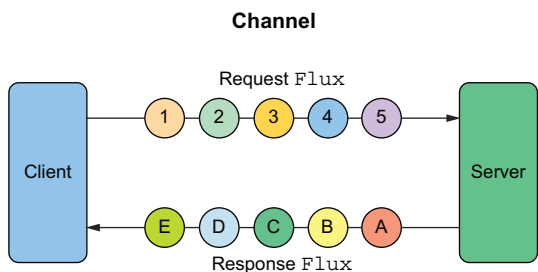 Channel
Request Flux
1 2 3 4 5
Client
Server
E D C B A
Response Flux